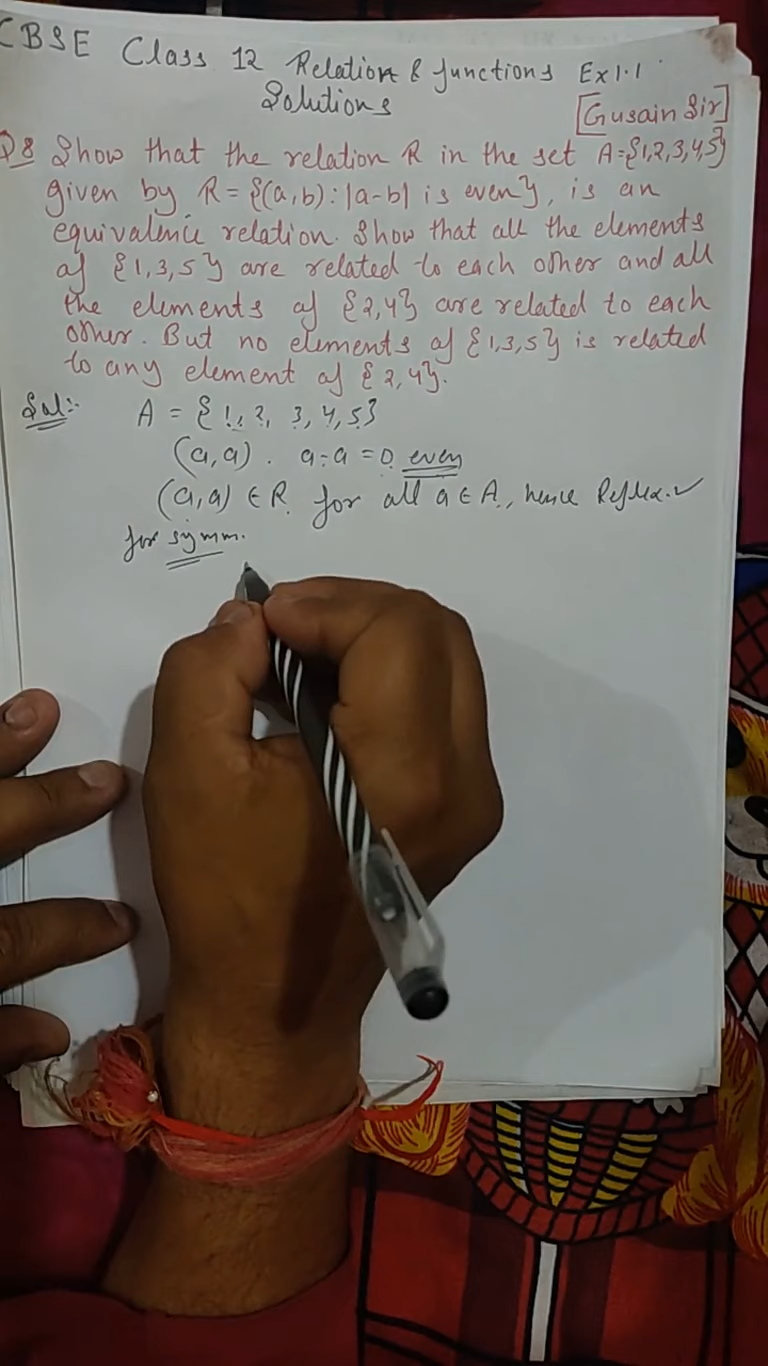 CBSE Class 12 Relation & functions Ex1.1
Solutions
[Gusain Sir]
Q8 Show that the relation R in the set A={1,2,3,4,5}
given by R = {(a,b):|a-b| is even}, is an
equivalence relation. Show that all the elements
of {1,3,5} are related to each other and all
the elements of {2,4} are related to each
other. But no elements of {1,3,5} is related
to any element of {2,4}.
Sol:- A = {1, 2, 3, 4, 5}
(a,a). a-a = 0 even
(a,a) ∈ R. for all a ∈ A., hence Reflex. ✓
for symm.